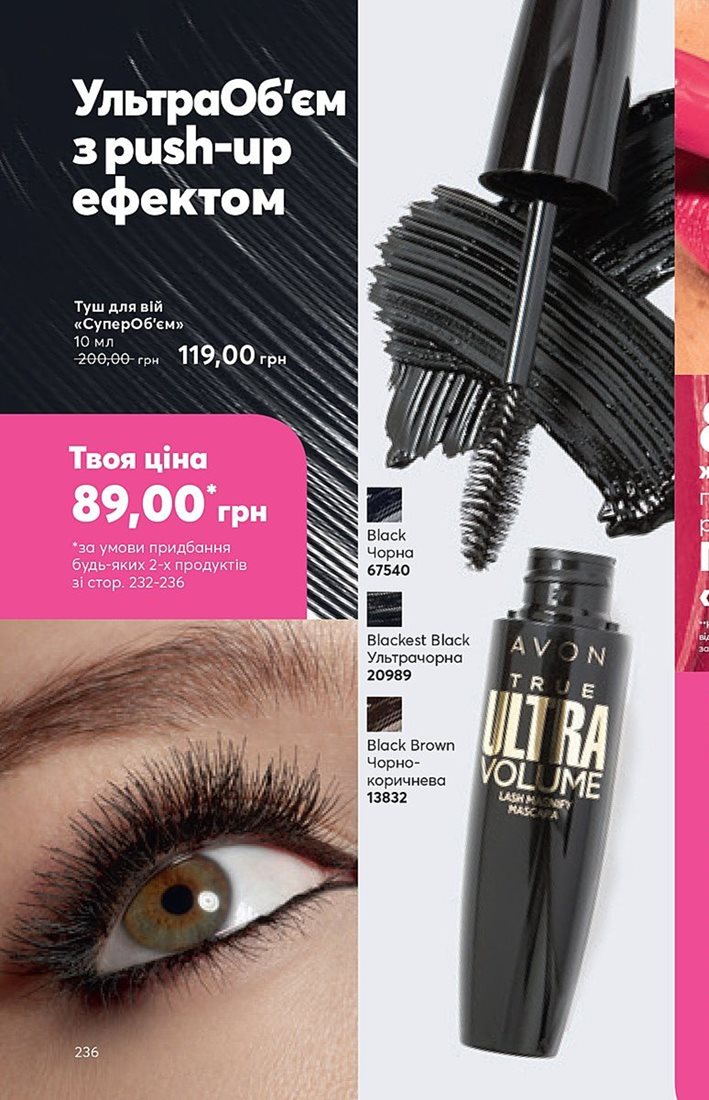 УльтраОб'єм
з push-up
ефектом
Туш для вій
«СуперОб'єм»
10 мл
200,00 грн 119,00 грн
Твоя ціна
89,00* грн
*за умови придбання
будь-яких 2-х продуктів
зі стор. 232-236
Black
Чорна
67540
Blackest Black
Ультрачорна
20989
Black Brown
Чорно-
коричнева
13832
AVON
TRUE
ULTRA
VOLUME
LASH MAGNIFY
MASCARA
236